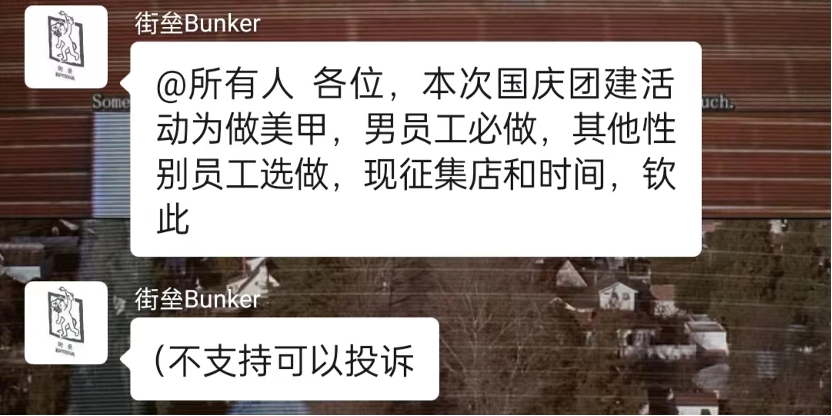 街垒Bunker
@所有人 各位，本次国庆团建活
动为做美甲，男员工必做，其他性
别员工选做，现征集店和时间，钦
此
Some
uch.
街垒Bunker
（不支持可以投诉